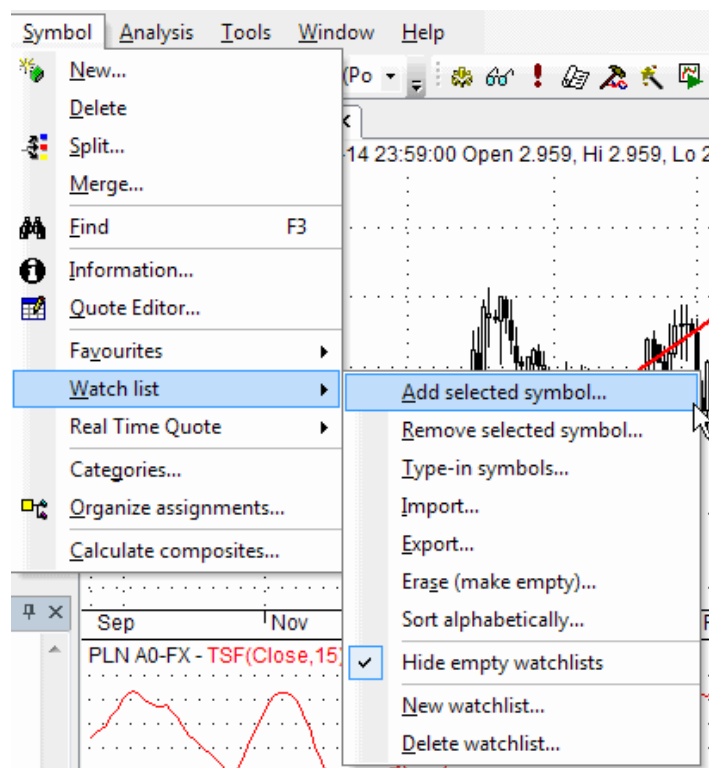 Symbol Analysis Tools Window Help
New...
(Po
Delete
Split...
-14 23:59:00 Open 2.959, Hi 2.959, Lo 2
Merge...
Find F3
Information...
Quote Editor...
Favourites
Watch list
Add selected symbol...
Real Time Quote
Remove selected symbol...
Categories...
Type-in symbols...
Organize assignments...
Import...
Calculate composites...
Export...
Erase (make empty)...
Sort alphabetically...
Sep Nov
PLN A0-FX - TSF(Close,15)
Hide empty watchlists
New watchlist...
Delete watchlist...